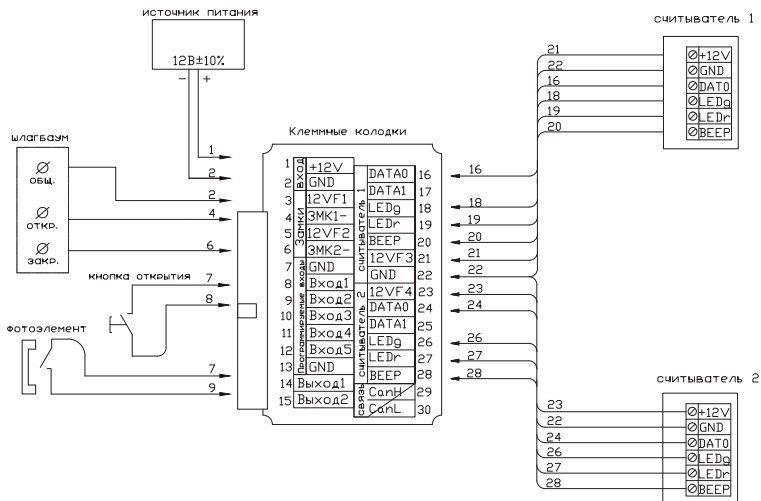 источник питания
12В±10%
− +
шлагбаум
общ.
откр.
закр.
1
2
2
4
6
кнопка открытия
7
8
фотоэлемент
7
9
Клеммные колодки
вход
1 +12V
2 GND
Замки
3 12VF1
4 ЗМК1-
5 12VF2
6 ЗМК2-
Программируемые входы
7 GND
8 Вход1
9 Вход2
10 Вход3
11 Вход4
12 Вход5
13 GND
14 Выход1
15 Выход2
считыватель 1
DATA0 16
DATA1 17
LEDg 18
LEDr 19
BEEP 20
12VF3 21
GND 22
считыватель 2
12VF4 23
DATA0 24
DATA1 25
LEDg 26
LEDr 27
BEEP 28
связь
CanH 29
CanL 30
16
18
19
20
21
22
23
24
26
27
28
считыватель 1
21 +12V
22 GND
16 DAT0
18 LEDg
19 LEDr
20 BEEP
считыватель 2
23 +12V
22 GND
24 DAT0
26 LEDg
27 LEDr
28 BEEP